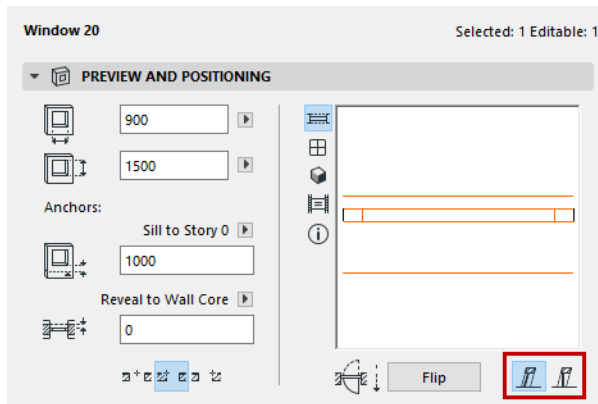 Window 20
Selected: 1 Editable: 1
PREVIEW AND POSITIONING
900
1500
Anchors:
Sill to Story 0
1000
Reveal to Wall Core
0
Flip